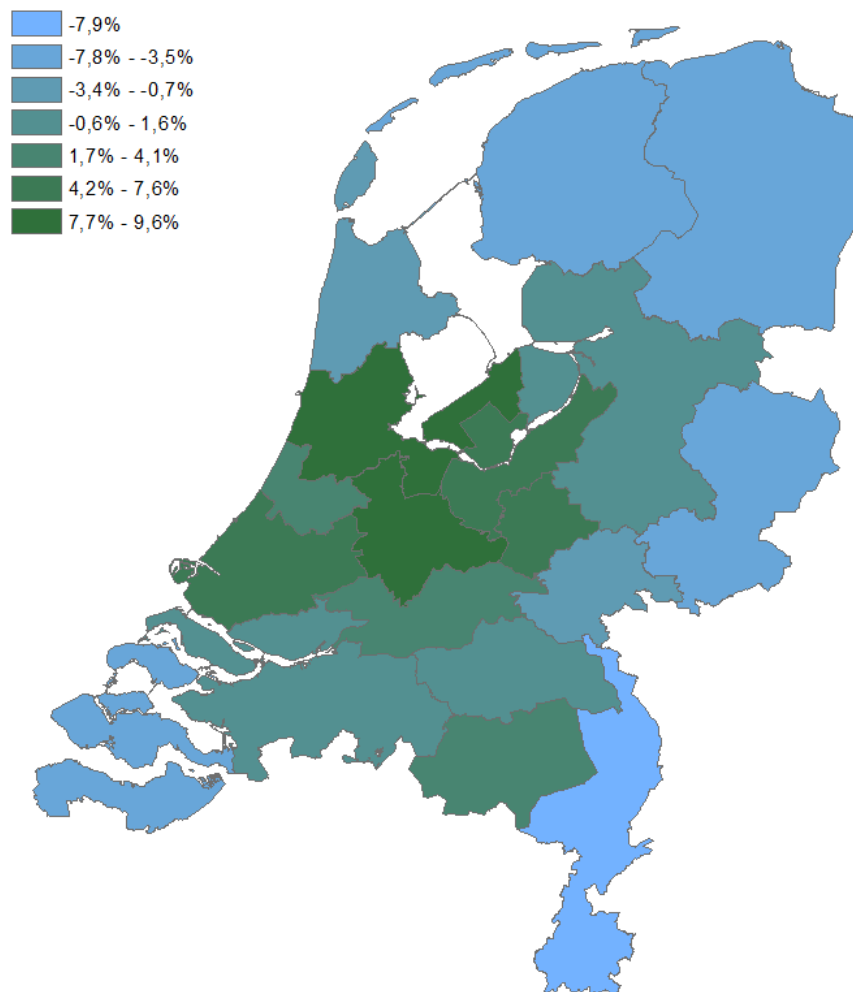 -7,9%
-7,8% - -3,5%
-3,4% - -0,7%
-0,6% - 1,6%
1,7% - 4,1%
4,2% - 7,6%
7,7% - 9,6%